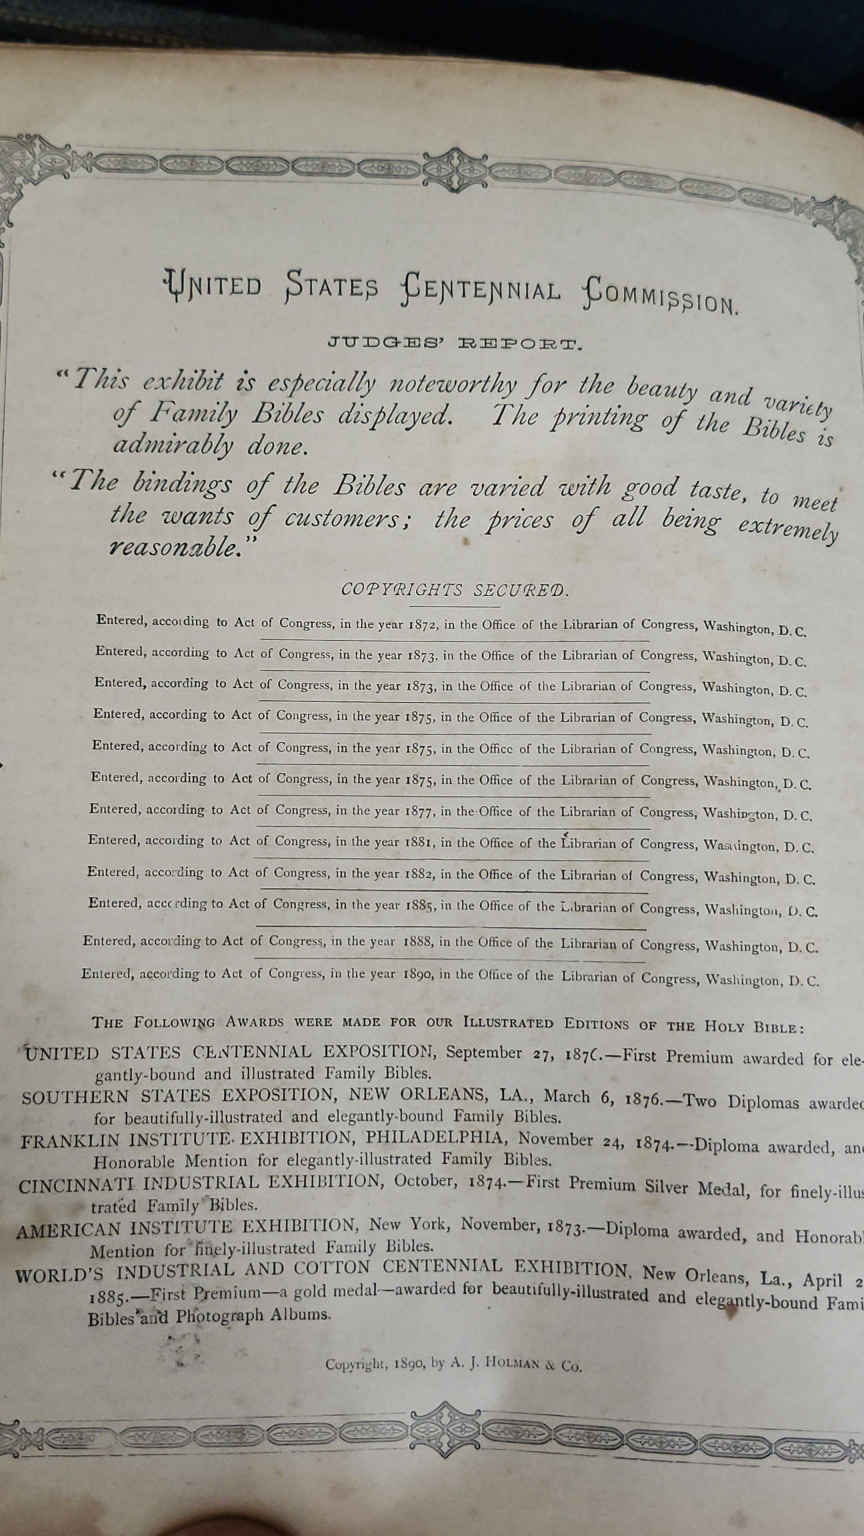 UNITED STATES CENTENNIAL COMMISSION.
JUDGES' REPORT.
"This exhibit is especially noteworthy for the beauty and variety
of Family Bibles displayed. The printing of the Bibles is
admirably done.
"The bindings of the Bibles are varied with good taste, to meet
the wants of customers; the prices of all being extremely
reasonable."
COPYRIGHTS SECURED.
Entered, according to Act of Congress, in the year 1872, in the Office of the Librarian of Congress, Washington, D. C.
Entered, according to Act of Congress, in the year 1873, in the Office of the Librarian of Congress, Washington, D. C.
Entered, according to Act of Congress, in the year 1873, in the Office of the Librarian of Congress, Washington, D. C.
Entered, according to Act of Congress, in the year 1875, in the Office of the Librarian of Congress, Washington, D. C.
Entered, according to Act of Congress, in the year 1875, in the Office of the Librarian of Congress, Washington, D. C.
Entered, according to Act of Congress, in the year 1875, in the Office of the Librarian of Congress, Washington, D. C.
Entered, according to Act of Congress, in the year 1877, in the Office of the Librarian of Congress, Washington, D. C.
Entered, according to Act of Congress, in the year 1881, in the Office of the Librarian of Congress, Washington, D. C.
Entered, according to Act of Congress, in the year 1882, in the Office of the Librarian of Congress, Washington, D. C.
Entered, according to Act of Congress, in the year 1885, in the Office of the Librarian of Congress, Washington, D. C.
Entered, according to Act of Congress, in the year 1888, in the Office of the Librarian of Congress, Washington, D. C.
Entered, according to Act of Congress, in the year 1890, in the Office of the Librarian of Congress, Washington, D. C.
THE FOLLOWING AWARDS WERE MADE FOR OUR ILLUSTRATED EDITIONS OF THE HOLY BIBLE:
UNITED STATES CENTENNIAL EXPOSITION, September 27, 1876.—First Premium awarded for ele-
gantly-bound and illustrated Family Bibles.
SOUTHERN STATES EXPOSITION, NEW ORLEANS, LA., March 6, 1876.—Two Diplomas awarded
for beautifully-illustrated and elegantly-bound Family Bibles.
FRANKLIN INSTITUTE EXHIBITION, PHILADELPHIA, November 24, 1874.—Diploma awarded, and
Honorable Mention for elegantly-illustrated Family Bibles.
CINCINNATI INDUSTRIAL EXHIBITION, October, 1874.—First Premium Silver Medal, for finely-illus
trated Family Bibles.
AMERICAN INSTITUTE EXHIBITION, New York, November, 1873.—Diploma awarded, and Honorabl
Mention for finely-illustrated Family Bibles.
WORLD'S INDUSTRIAL AND COTTON CENTENNIAL EXHIBITION, New Orleans, La., April 2
1885.—First Premium—a gold medal—awarded for beautifully-illustrated and elegantly-bound Fami
Bibles and Photograph Albums.
Copyright, 1890, by A. J. HOLMAN & Co.